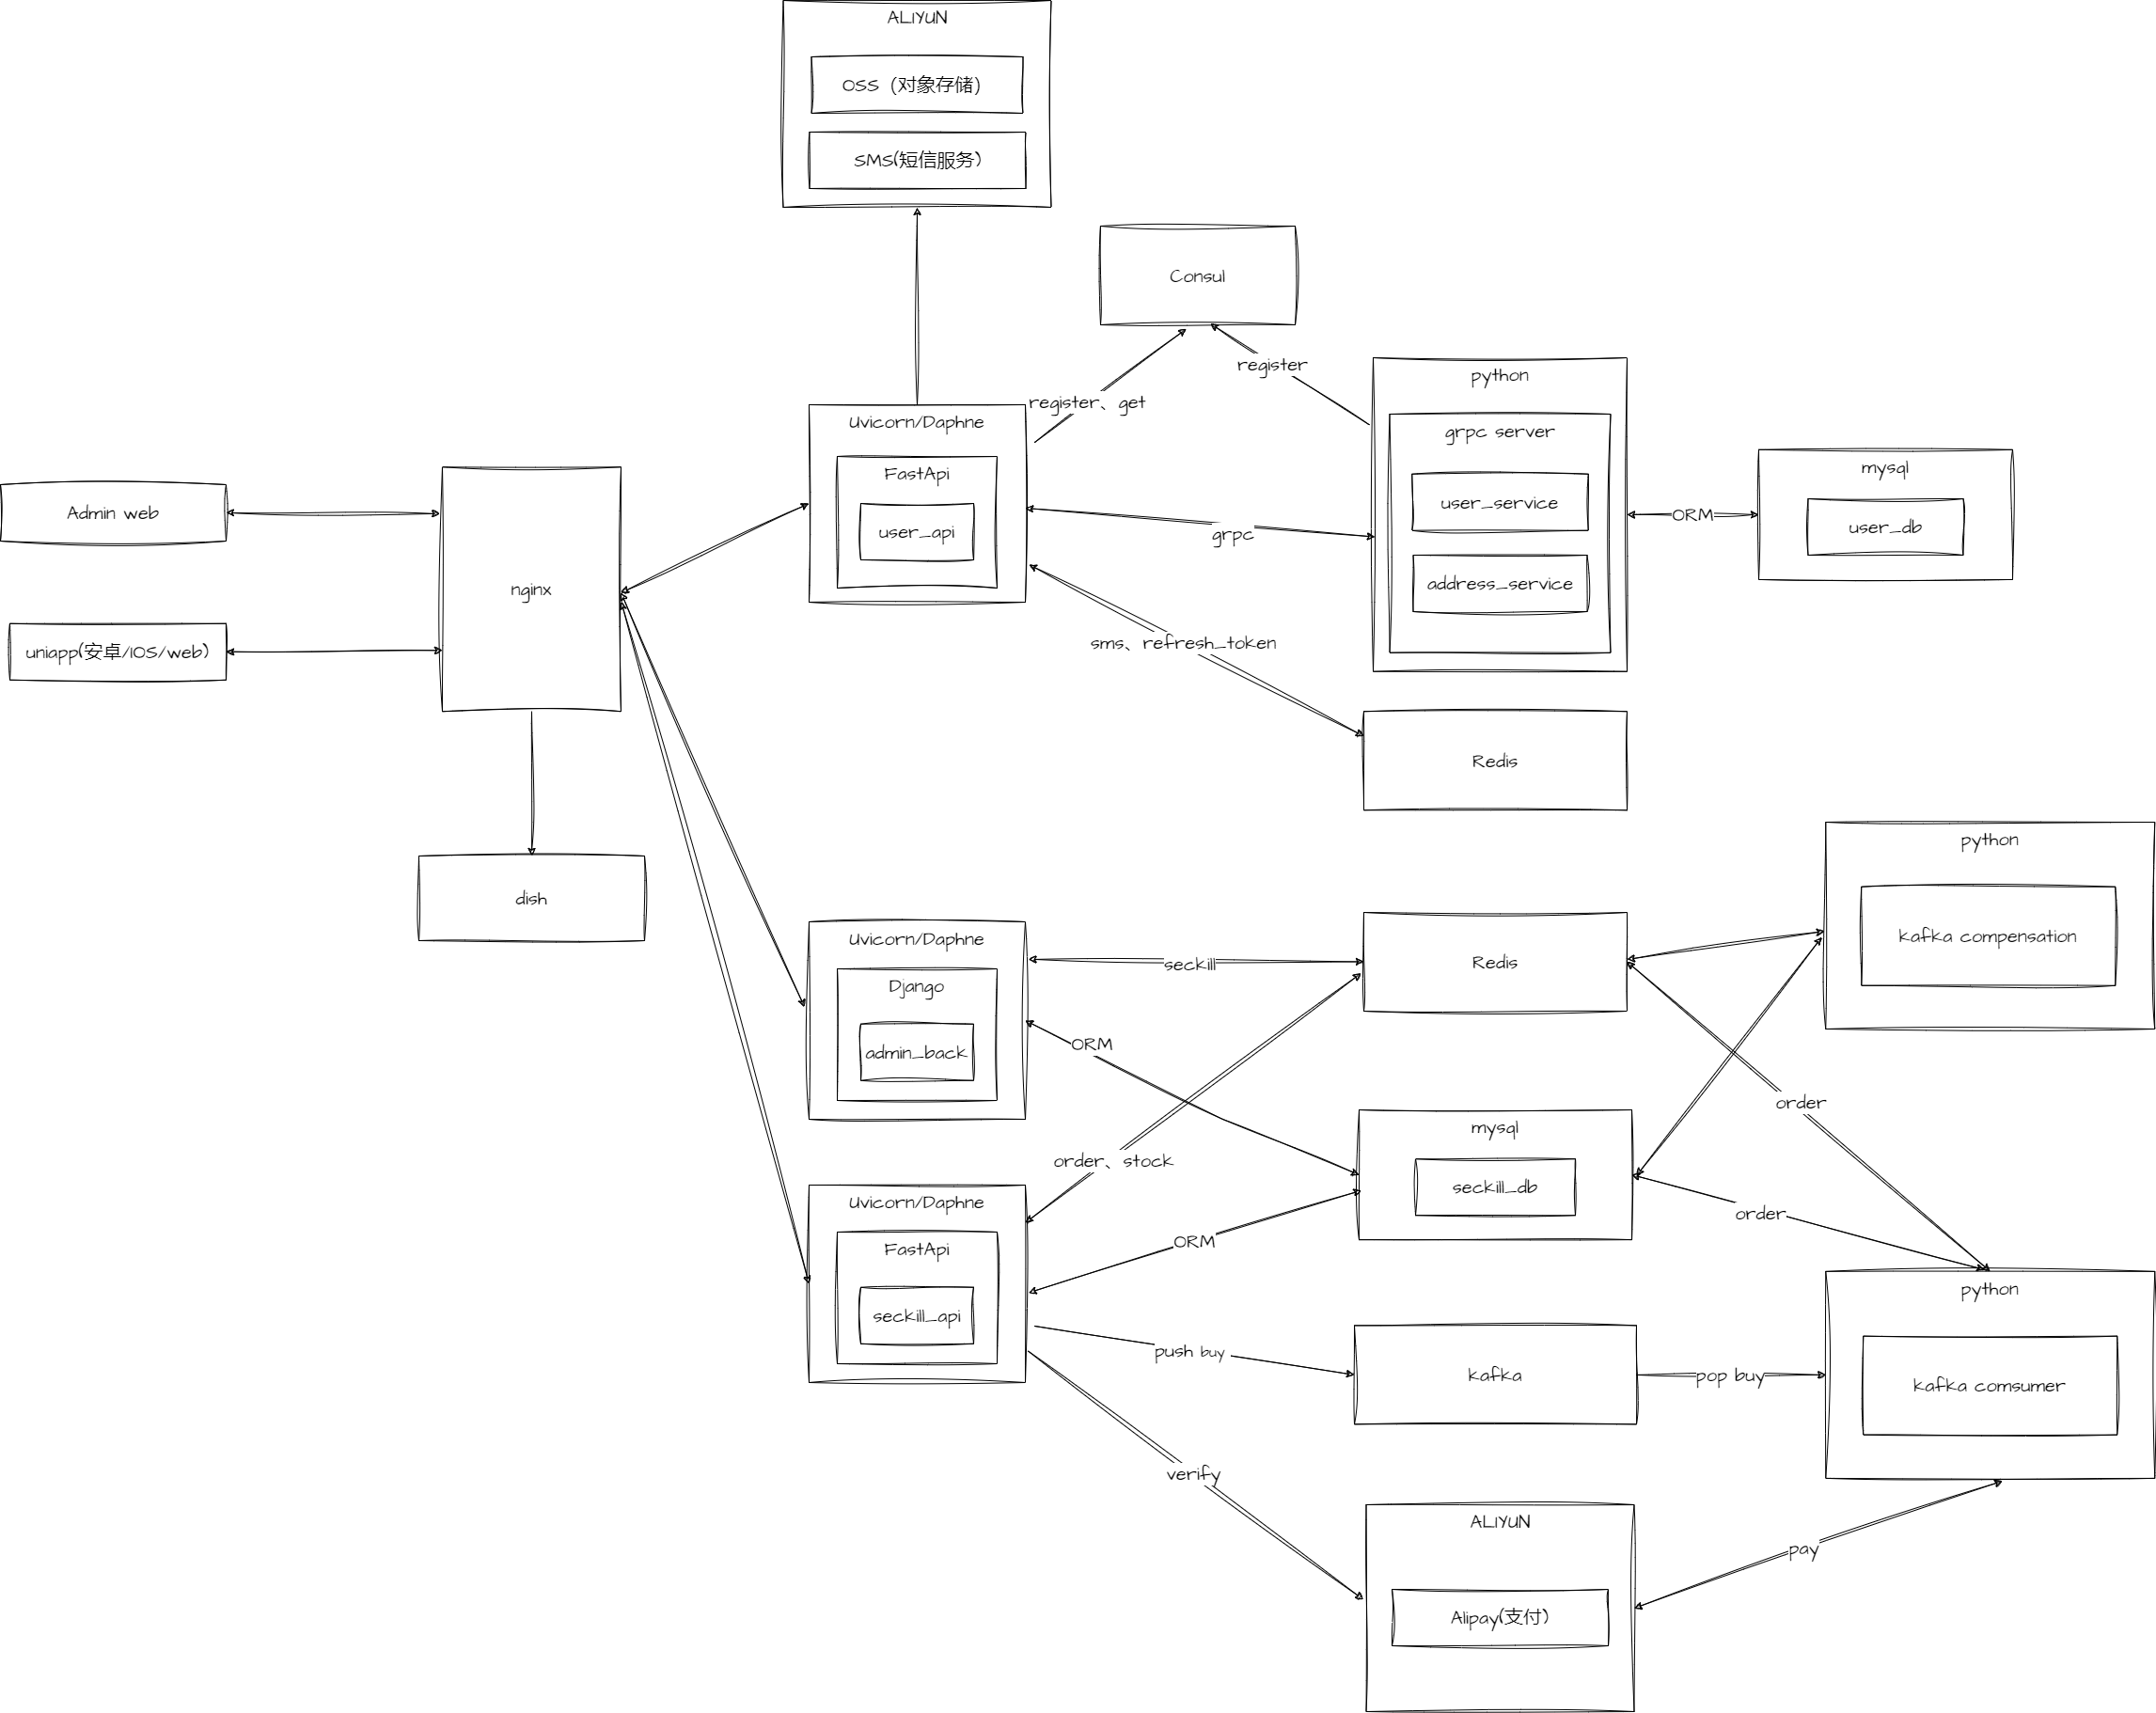 ALiYUN
OSS（对象存储）
SMS(短信服务）
Consul
register
python
register、get
Uvicorn/Daphne
grpc server
FastApi
mysql
user_service
Admin web
ORM
user_db
user_api
grpc
address_service
nginx
uniapp(安卓/iOS/web)
sms、refresh_token
Redis
python
dish
Uvicorn/Daphne
kafka compensation
seckill
Redis
Django
ORM
admin_back
order
mysql
order、stock
seckill_db
Uvicorn/Daphne
order
ORM
FastApi
python
seckill_api
push buy
kafka
pop buy
kafka comsumer
verify
ALiYUN
pay
Alipay(支付）